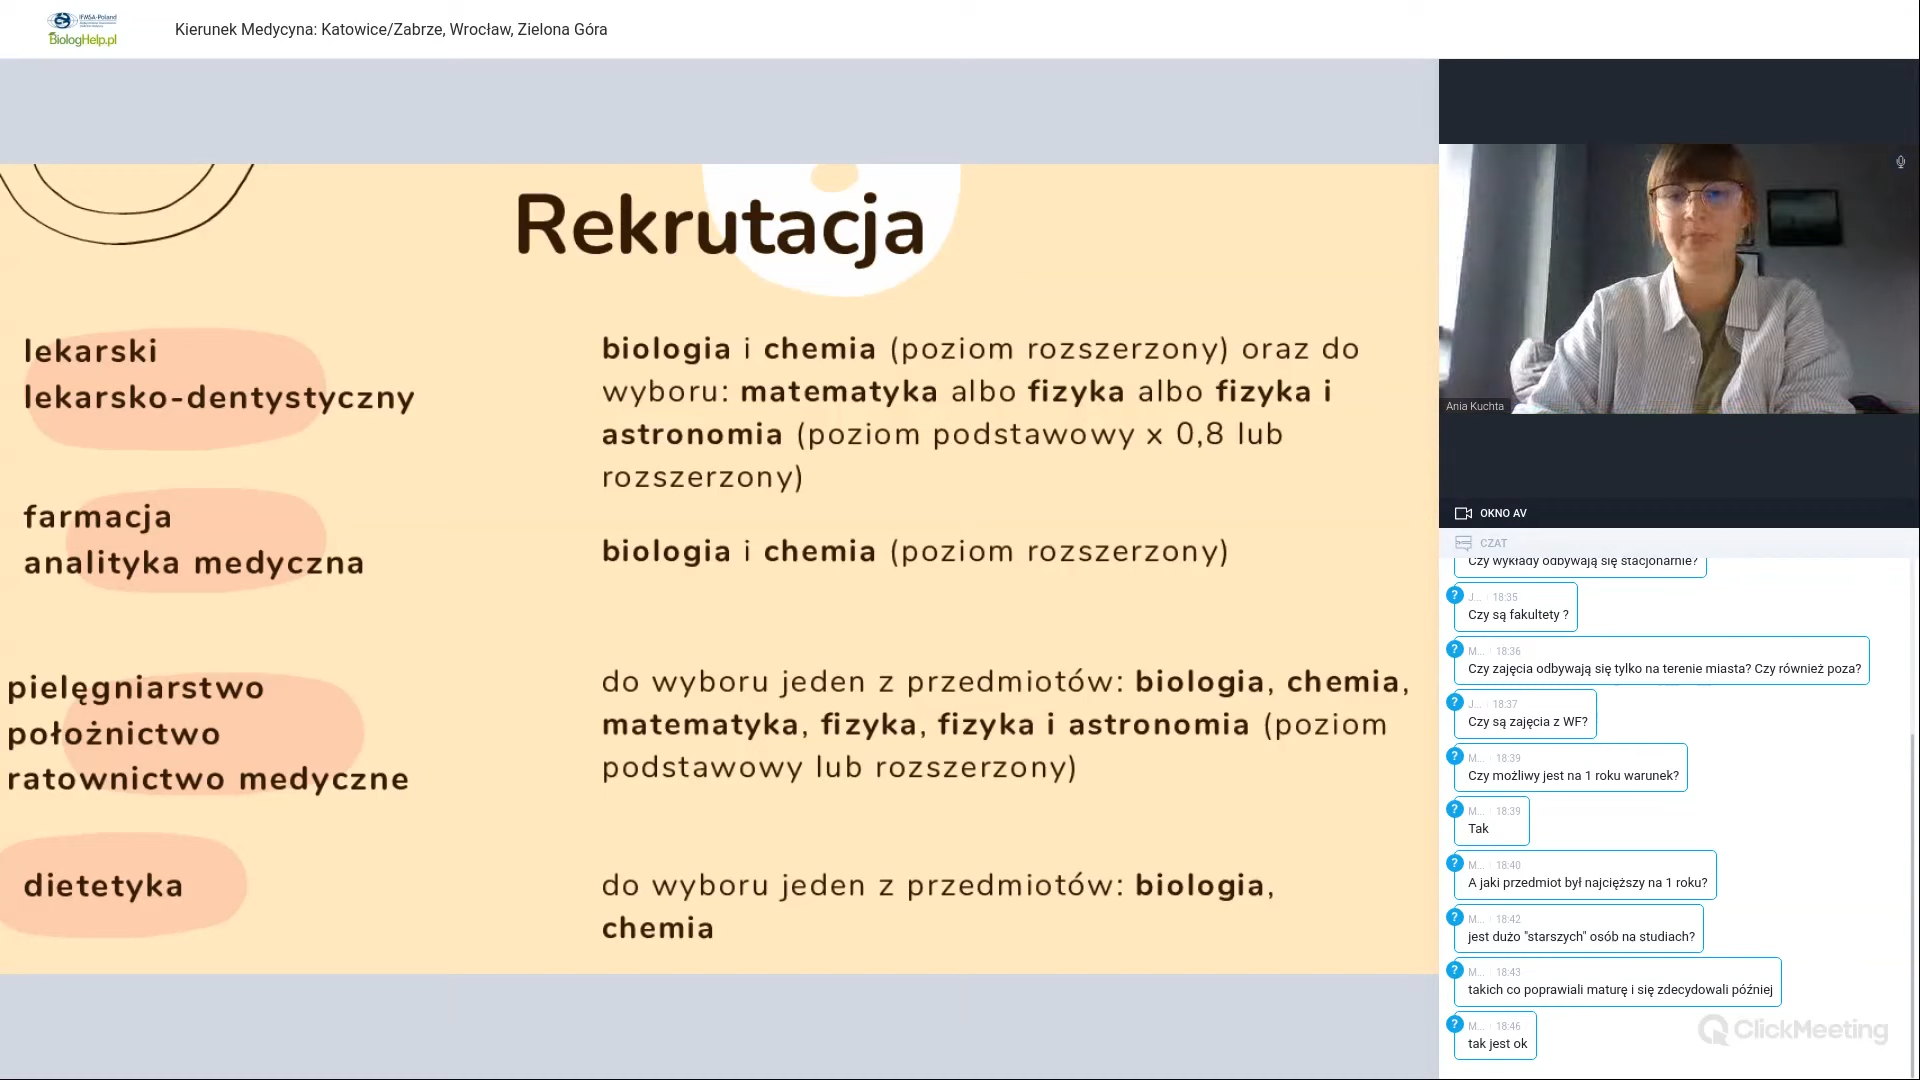 IFMSA-Poland
BiologHelp.pl
Kierunek Medycyna: Katowice/Zabrze, Wrocław, Zielona Góra
Rekrutacja
lekarski
lekarsko-dentystyczny
biologia i chemia (poziom rozszerzony) oraz do
wyboru: matematyka albo fizyka albo fizyka i
astronomia (poziom podstawowy x 0,8 lub
rozszerzony)
farmacja
analityka medyczna
biologia i chemia (poziom rozszerzony)
pielęgniarstwo
położnictwo
ratownictwo medyczne
do wyboru jeden z przedmiotów: biologia, chemia,
matematyka, fizyka, fizyka i astronomia (poziom
podstawowy lub rozszerzony)
dietetyka
do wyboru jeden z przedmiotów: biologia,
chemia
Ania Kuchta
OKNO AV
CZAT
Czy wykłady odbywają się stacjonarnie?
J... 18:35
Czy są fakultety ?
M... 18:36
Czy zajęcia odbywają się tylko na terenie miasta? Czy również poza?
J... 18:37
Czy są zajęcia z WF?
M... 18:39
Czy możliwy jest na 1 roku warunek?
M... 18:39
Tak
M... 18:40
A jaki przedmiot był najcięższy na 1 roku?
M... 18:42
jest dużo "starszych" osób na studiach?
M... 18:43
takich co poprawiali maturę i się zdecydowali później
M... 18:46
tak jest ok
ClickMeeting